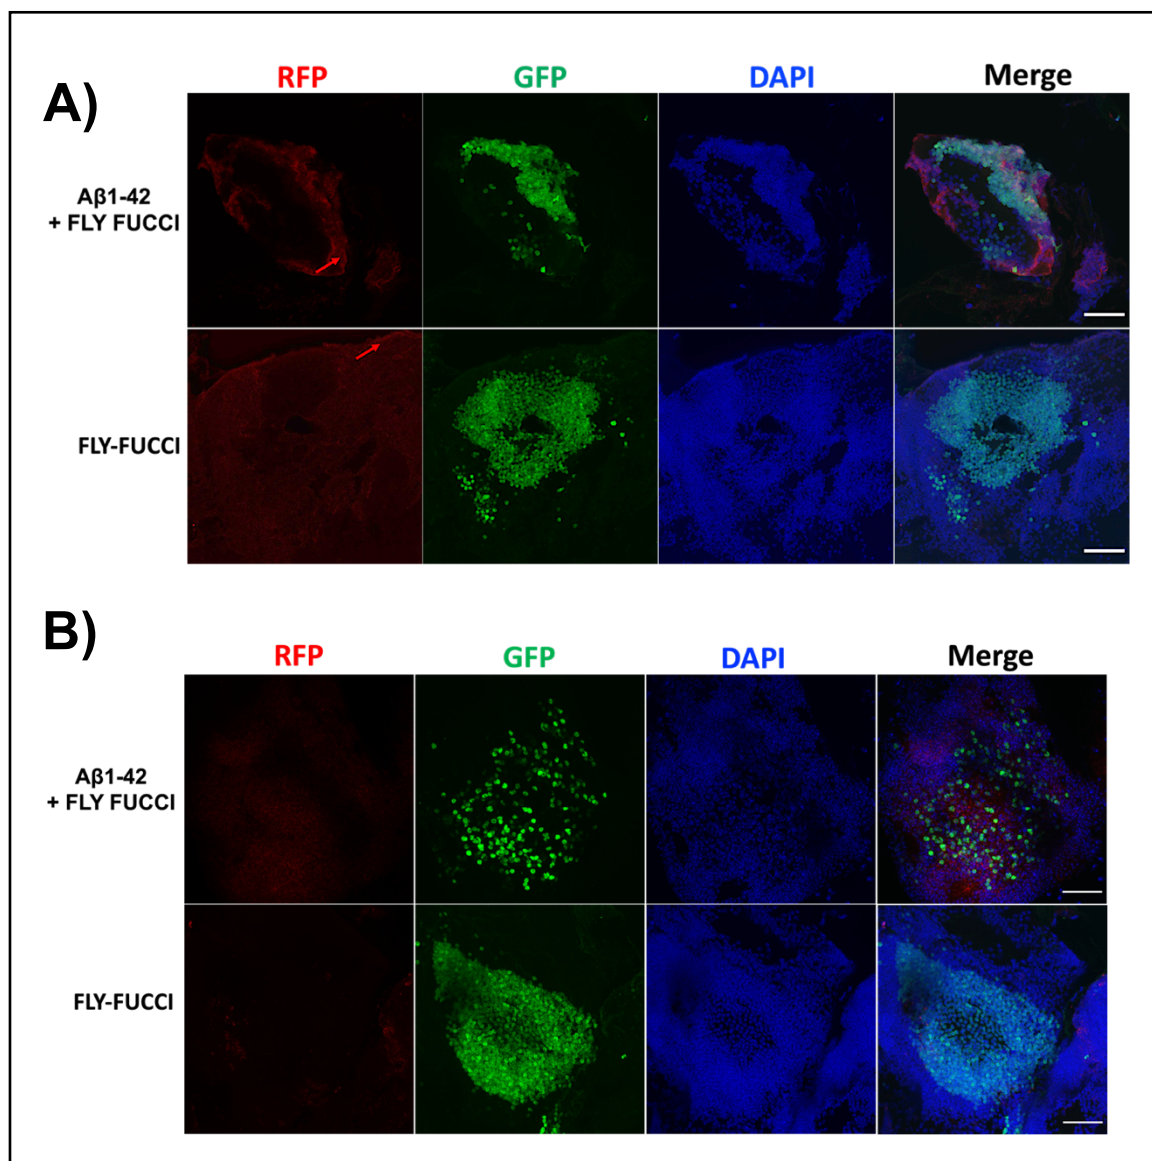 A)
RFP GFP DAPI Merge
Aβ1-42
+ FLY FUCCI
FLY-FUCCI
B)
RFP GFP DAPI Merge
Aβ1-42
+ FLY FUCCI
FLY-FUCCI